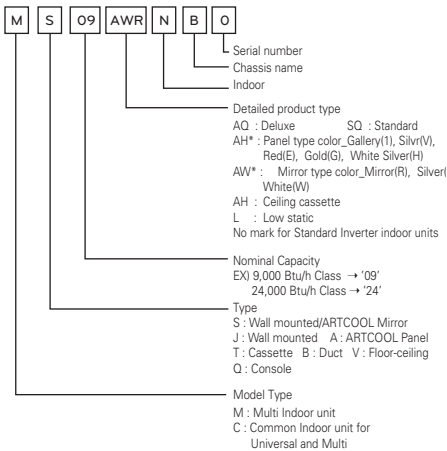 M S 09 AWR N B 0
Serial number
Chassis name
Indoor
Detailed product type
AQ : Deluxe SQ : Standard
AH* : Panel type color_Gallery(1), Silvr(V),
Red(E), Gold(G), White Silver(H)
AW* : Mirror type color_Mirror(R), Silver(
White(W)
AH : Ceiling cassette
L : Low static
No mark for Standard Inverter indoor units
Nominal Capacity
EX) 9,000 Btu/h Class → '09'
24,000 Btu/h Class → '24'
Type
S : Wall mounted/ARTCOOL Mirror
J : Wall mounted A : ARTCOOL Panel
T : Cassette B : Duct V : Floor-ceiling
Q : Console
Model Type
M : Multi Indoor unit
C : Common Indoor unit for
Universal and Multi